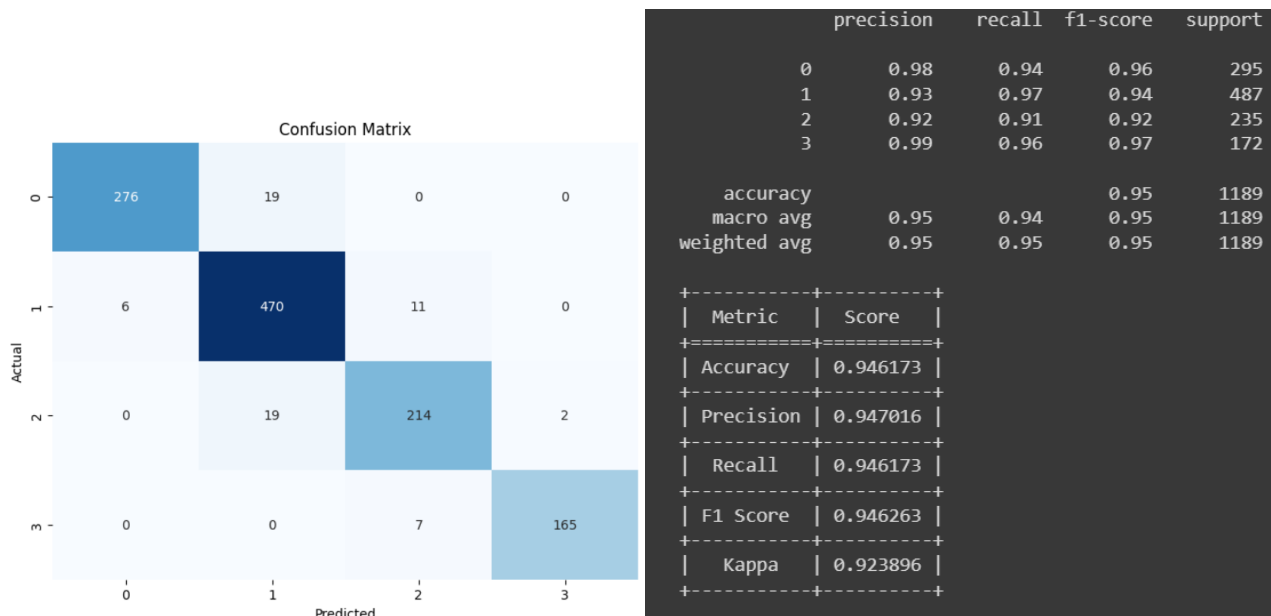 Confusion Matrix
Actual
0 276 19 0 0
1 6 470 11 0
2 0 19 214 2
3 0 0 7 165
0 1 2 3
Predicted
precision recall f1-score support
0 0.98 0.94 0.96 295
1 0.93 0.97 0.94 487
2 0.92 0.91 0.92 235
3 0.99 0.96 0.97 172
accuracy 0.95 1189
macro avg 0.95 0.94 0.95 1189
weighted avg 0.95 0.95 0.95 1189
+-----------+----------+
| Metric | Score |
+===========+==========+
| Accuracy | 0.946173 |
+-----------+----------+
| Precision | 0.947016 |
+-----------+----------+
| Recall | 0.946173 |
+-----------+----------+
| F1 Score | 0.946263 |
+-----------+----------+
| Kappa | 0.923896 |
+-----------+----------+